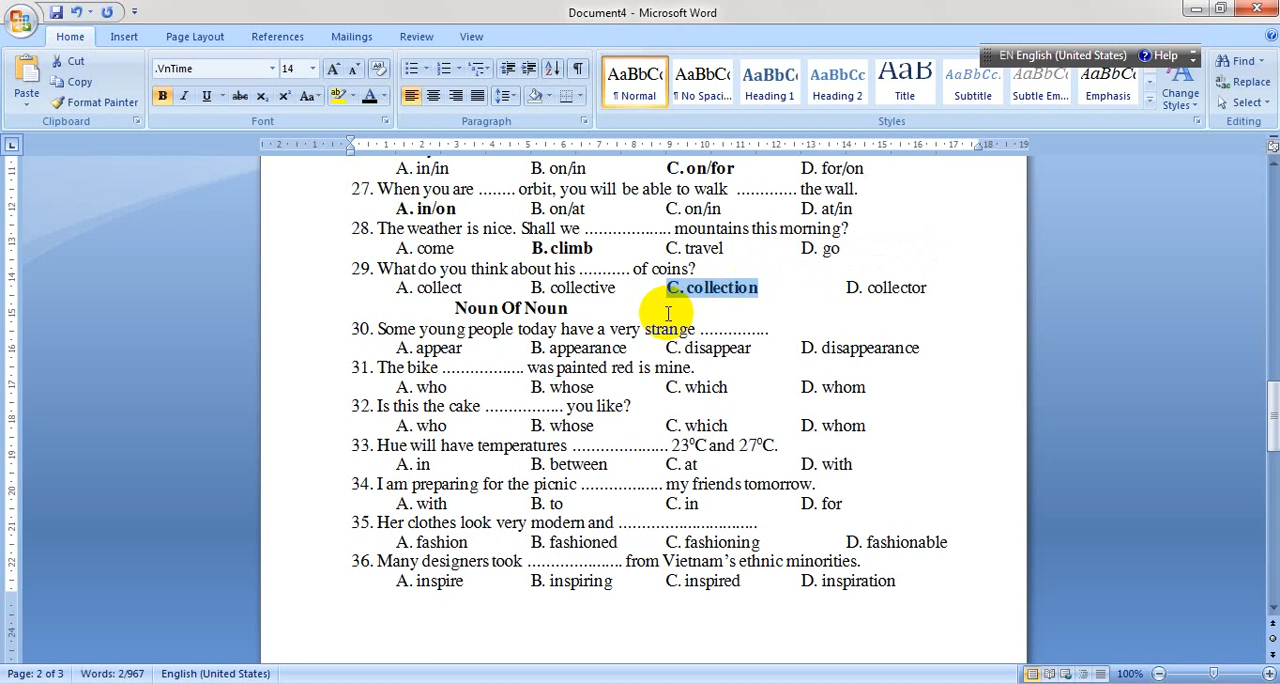 Document4 - Microsoft Word
Home Insert Page Layout References Mailings Review View
EN English (United States) Help
Paste Cut Copy Format Painter
Clipboard
.VnTime 14
Font
Paragraph
AaBbCc AaBbCc AaBbCc AaBbCc AaB AaBbCc AaBbCc AaBbCc
¶ Normal ¶ No Spaci... Heading 1 Heading 2 Title Subtitle Subtle Em... Emphasis
Change Styles
Styles
Find
Replace
Select
Editing
A. in/in B. on/in C. on/for D. for/on
27. When you are ........ orbit, you will be able to walk ............ the wall.
A. in/on B. on/at C. on/in D. at/in
28. The weather is nice. Shall we .................... mountains this morning?
A. come B. climb C. travel D. go
29. What do you think about his ........... of coins?
A. collect B. collective C. collection D. collector
Noun Of Noun
30. Some young people today have a very strange ...............
A. appear B. appearance C. disappear D. disappearance
31. The bike ................... was painted red is mine.
A. who B. whose C. which D. whom
32. Is this the cake .................. you like?
A. who B. whose C. which D. whom
33. Hue will have temperatures ...................... 23⁰C and 27⁰C.
A. in B. between C. at D. with
34. I am preparing for the picnic ................... my friends tomorrow.
A. with B. to C. in D. for
35. Her clothes look very modern and ................................
A. fashion B. fashioned C. fashioning D. fashionable
36. Many designers took ...................... from Vietnam's ethnic minorities.
A. inspire B. inspiring C. inspired D. inspiration
Page: 2 of 3 Words: 2/967 English (United States) 100%